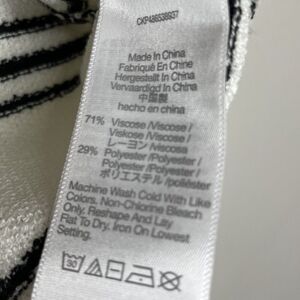 CKP486538937
Made In China
Fabriqué En Chine
Hergestellt In China
Vervaardigd In China
中国製
hecho en china
71% Viscose /Viscose/
Viskose /Viscose /
レーヨン /viscosa
29% Polyester /Polyester /
Polyester /Polyester /
ポリエステル /poliéster
Machine Wash Cold With Like
Colors. Non-Chlorine Bleach
Only. Reshape And Lay
Flat To Dry. Iron On Lowest
Setting.
30